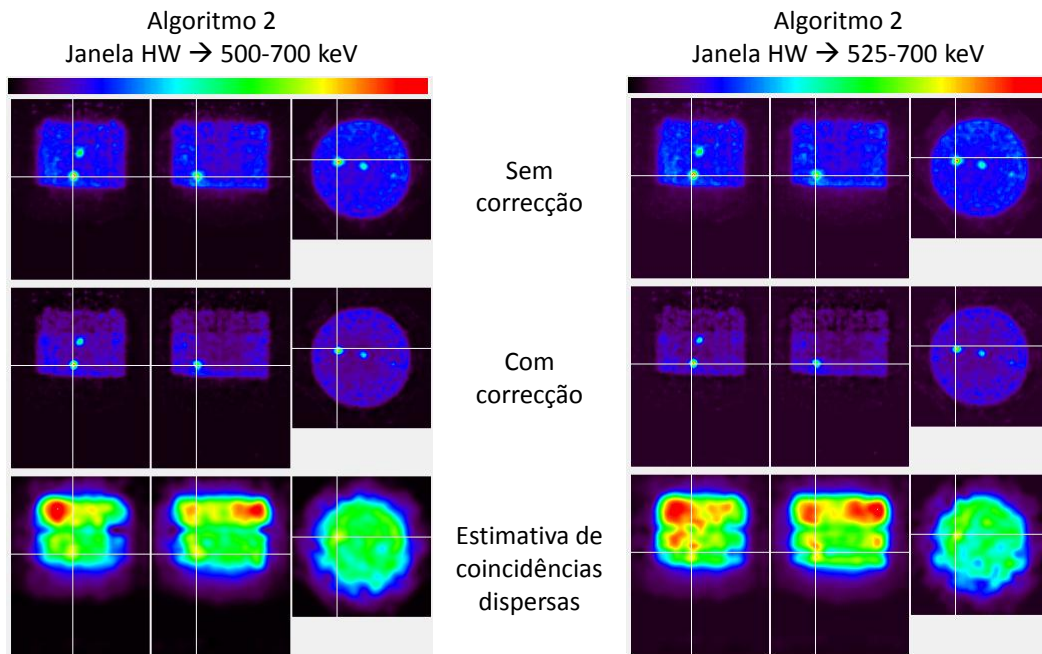 Algoritmo 2
Janela HW → 500-700 keV
Algoritmo 2
Janela HW → 525-700 keV
Sem
correcção
Com
correcção
Estimativa de
coincidências
dispersas